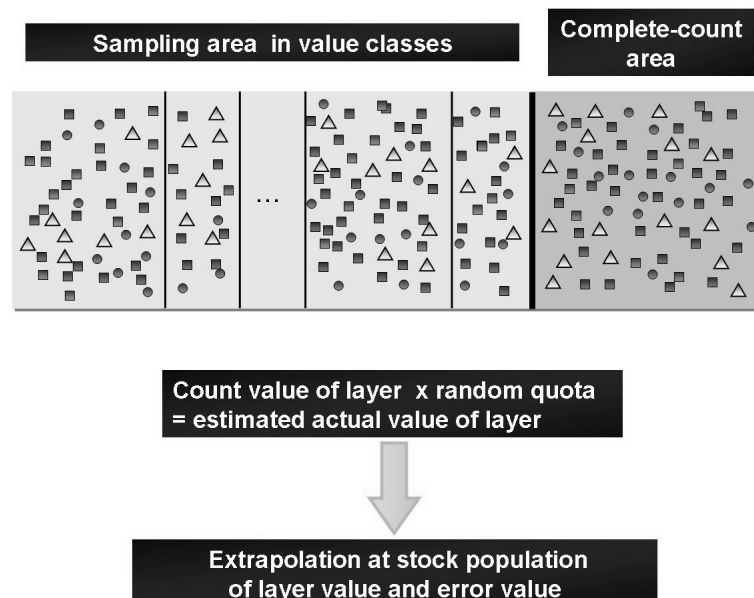 Sampling area in value classes
Complete-count
area
...
Count value of layer x random quota
= estimated actual value of layer
Extrapolation at stock population
of layer value and error value